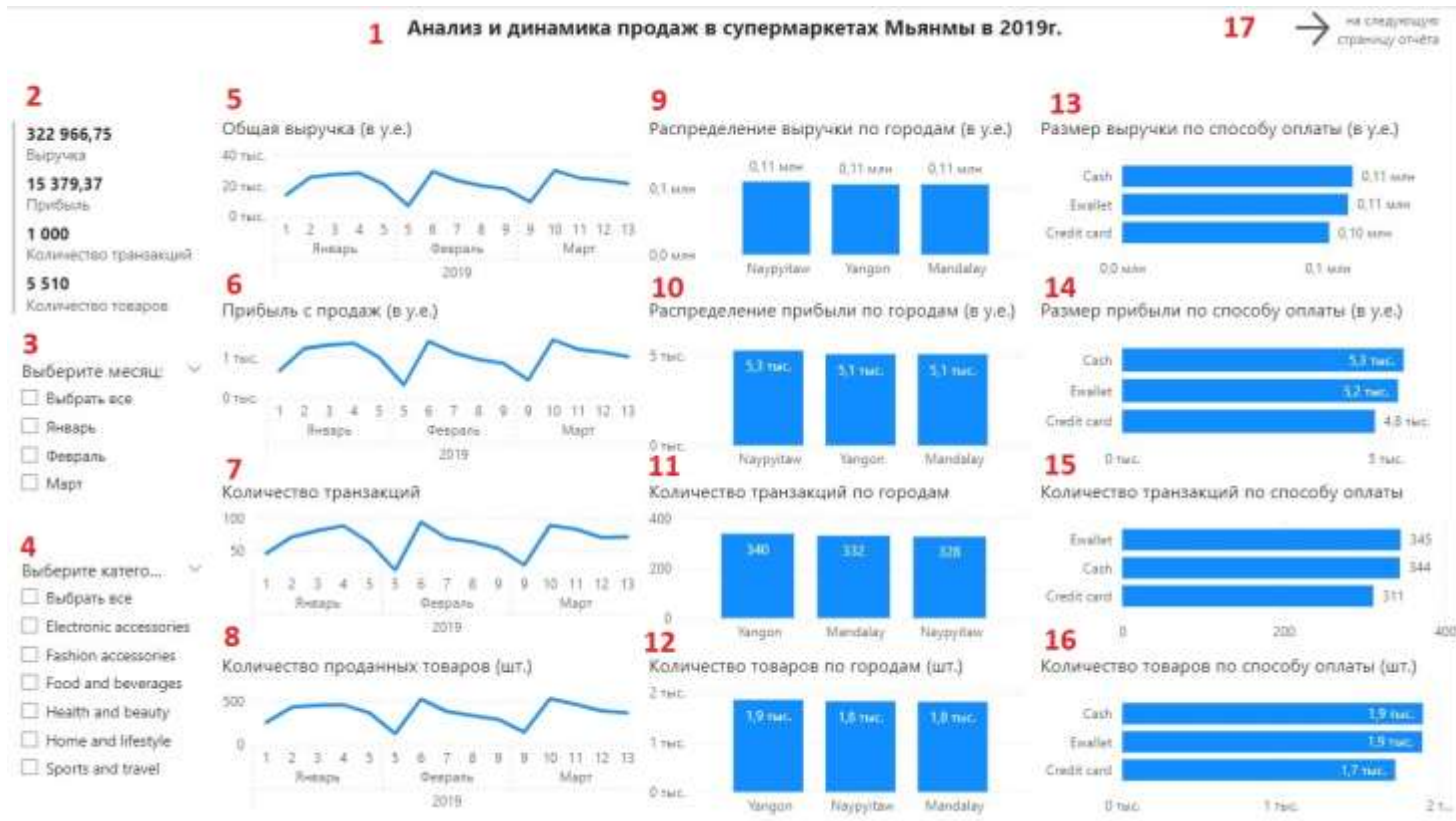 1
Анализ и динамика продаж в супермаркетах Мьянмы в 2019г.
17
на следующую
страницу отчёта
2
322 966,75
Выручка
15 379,37
Прибыль
1 000
Количество транзакций
5 510
Количество товаров
3
Выберите месяц:
Выбрать все
Январь
Февраль
Март
4
Выберите катего...
Выбрать все
Electronic accessories
Fashion accessories
Food and beverages
Health and beauty
Home and lifestyle
Sports and travel
5
Общая выручка (в у.е.)
40 тыс.
20 тыс.
0 тыс.
1 2 3 4 5 5 6 7 8 9 9 10 11 12 13
Январь Февраль Март
2019
6
Прибыль с продаж (в у.е.)
1 тыс.
0 тыс.
1 2 3 4 5 5 6 7 8 9 9 10 11 12 13
Январь Февраль Март
2019
7
Количество транзакций
100
50
1 2 3 4 5 5 6 7 8 9 9 10 11 12 13
Январь Февраль Март
2019
8
Количество проданных товаров (шт.)
500
0
1 2 3 4 5 5 6 7 8 9 9 10 11 12 13
Январь Февраль Март
2019
9
Распределение выручки по городам (в у.е.)
0,11 млн 0,11 млн 0,11 млн
0,1 млн
0,0 млн
Naypyitaw Yangon Mandalay
10
Распределение прибыли по городам (в у.е.)
5 тыс.
5,3 тыс. 5,1 тыс. 5,1 тыс.
0 тыс.
Naypyitaw Yangon Mandalay
11
Количество транзакций по городам
400
340 332 328
200
0
Yangon Mandalay Naypyitaw
12
Количество товаров по городам (шт.)
2 тыс.
1,9 тыс. 1,8 тыс. 1,8 тыс.
1 тыс.
0 тыс.
Yangon Naypyitaw Mandalay
13
Размер выручки по способу оплаты (в у.е.)
Cash 0,11 млн
Ewallet 0,11 млн
Credit card 0,10 млн
0,0 млн 0,1 млн
14
Размер прибыли по способу оплаты (в у.е.)
Cash 5,3 тыс.
Ewallet 5,2 тыс.
Credit card 4,8 тыс.
0 тыс. 5 тыс.
15
Количество транзакций по способу оплаты
Ewallet 345
Cash 344
Credit card 311
0 200 400
16
Количество товаров по способу оплаты (шт.)
Cash 1,9 тыс.
Ewallet 1,9 тыс.
Credit card 1,7 тыс.
0 тыс. 1 тыс. 2 т...